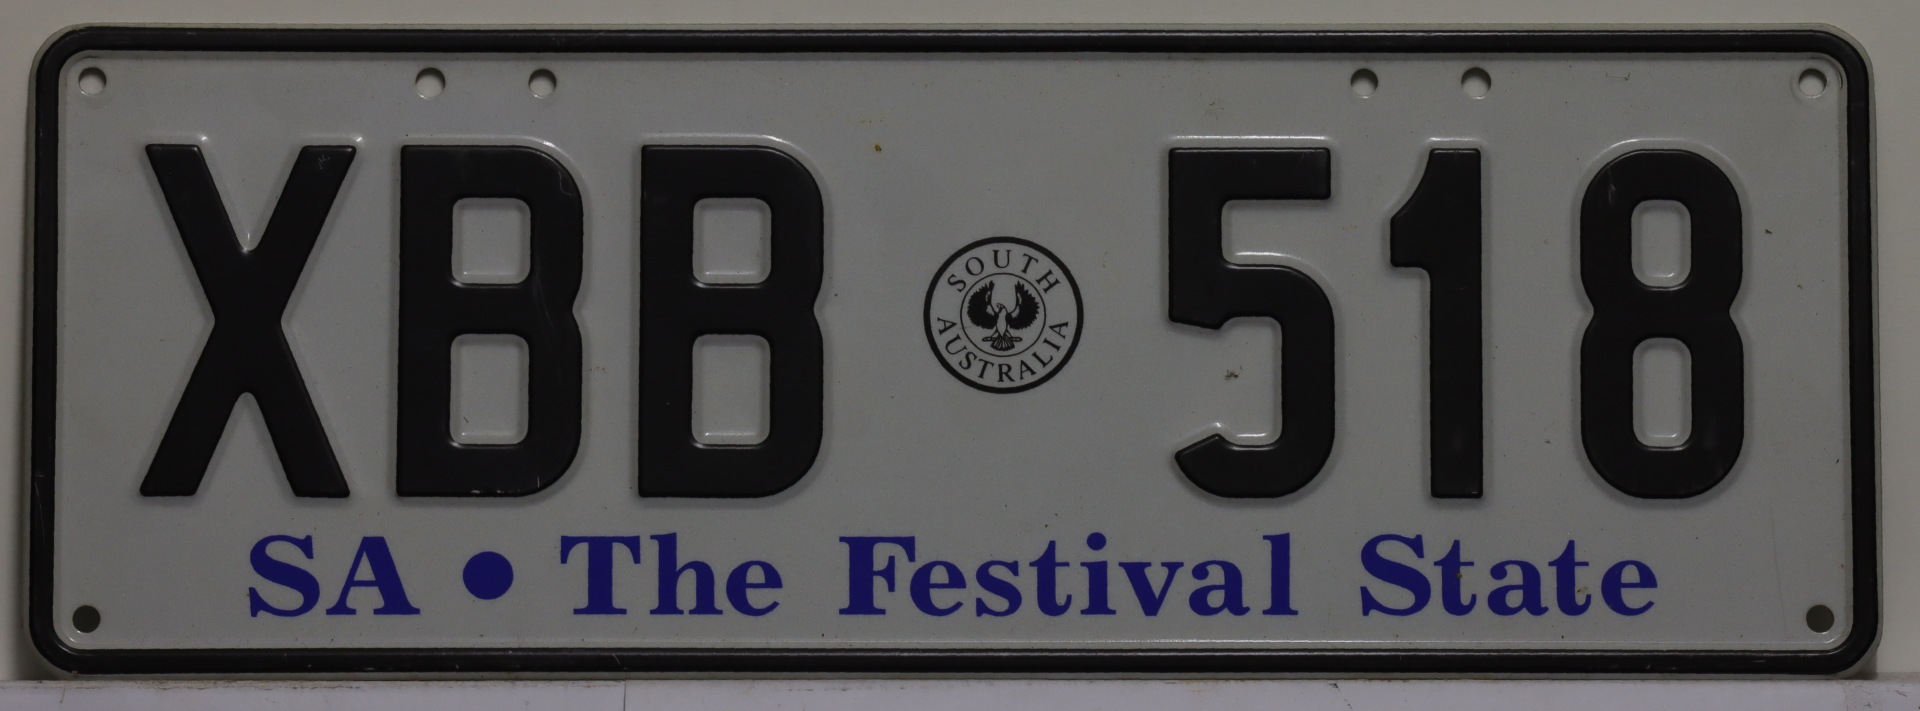 XBB 518
SOUTH AUSTRALIA
SA • The Festival State